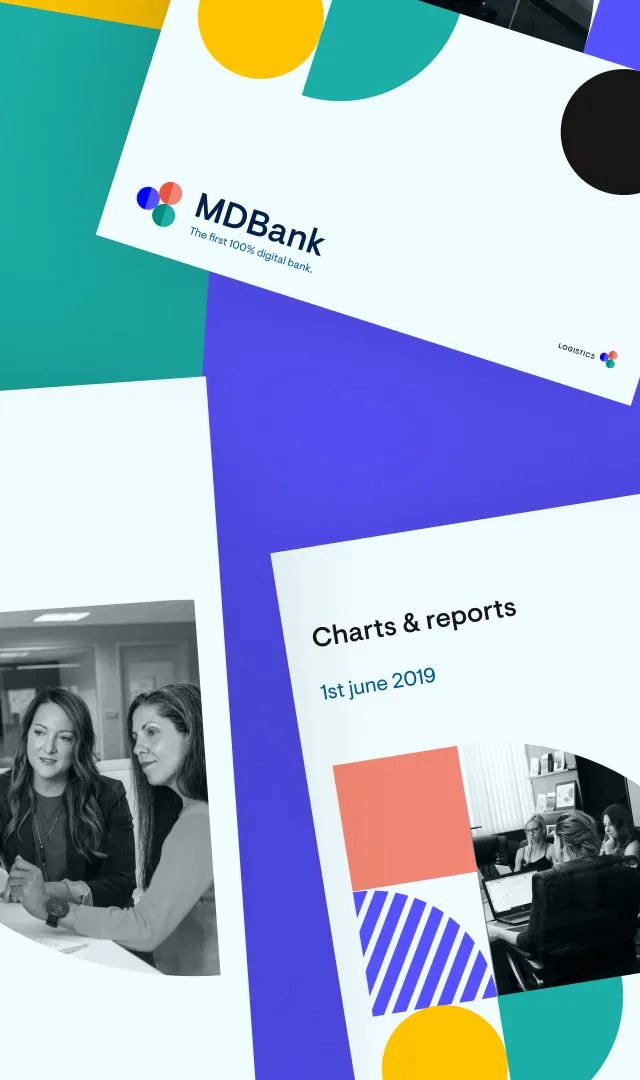 MDBank
The first 100% digital bank.
LOGISTICS
Charts & reports
1st june 2019